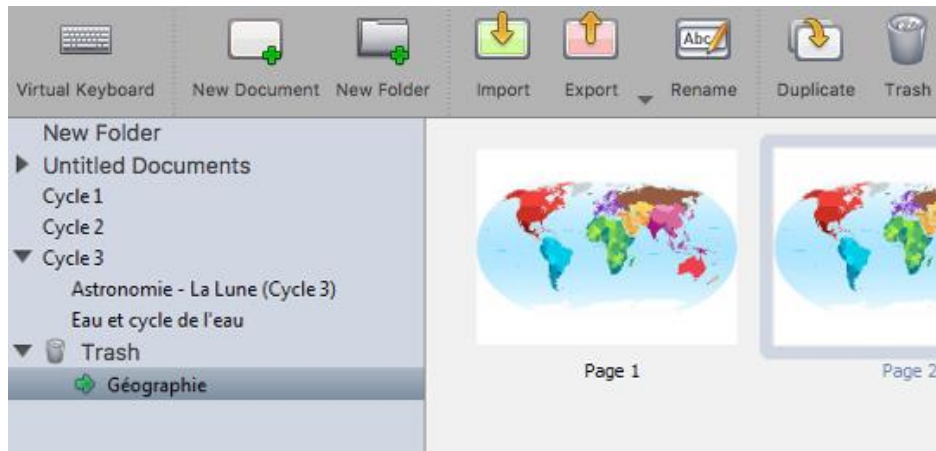 Abc
Virtual Keyboard New Document New Folder Import Export Rename Duplicate Trash
New Folder
Untitled Documents
Cycle 1
Cycle 2
Cycle 3
Astronomie - La Lune (Cycle 3)
Eau et cycle de l'eau
Trash
Géographie
Page 1 Page 2